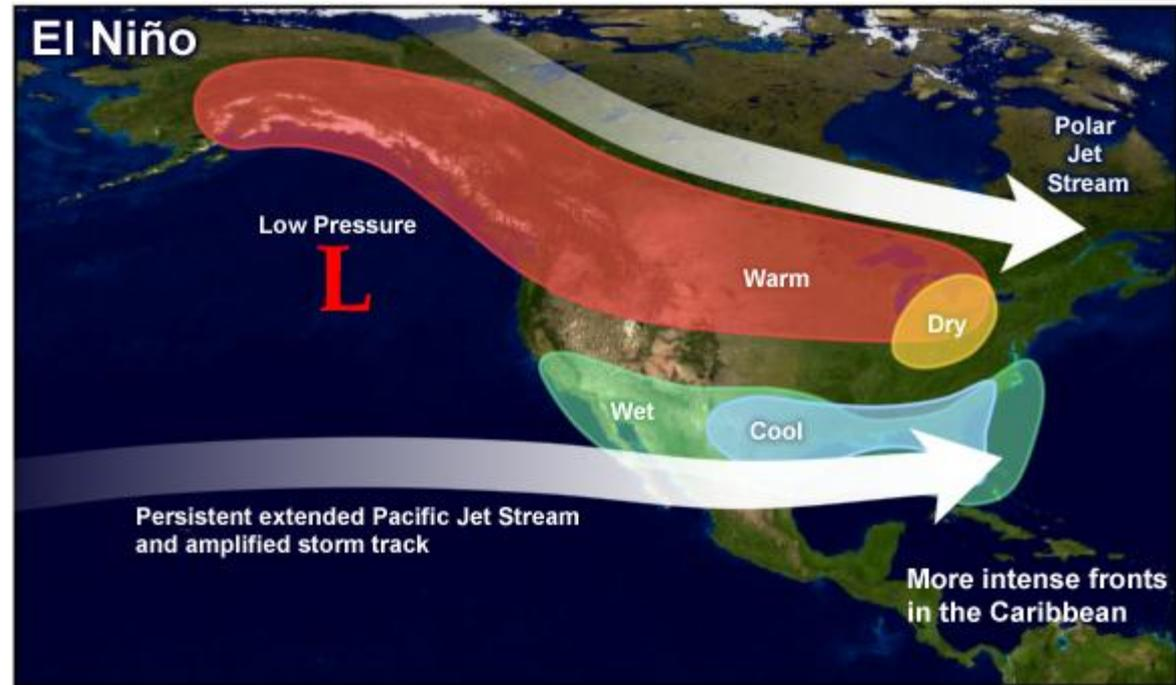 El Niño
Polar
Jet
Stream
Low Pressure
L
Warm
Dry
Wet
Cool
Persistent extended Pacific Jet Stream
and amplified storm track
More intense fronts
in the Caribbean